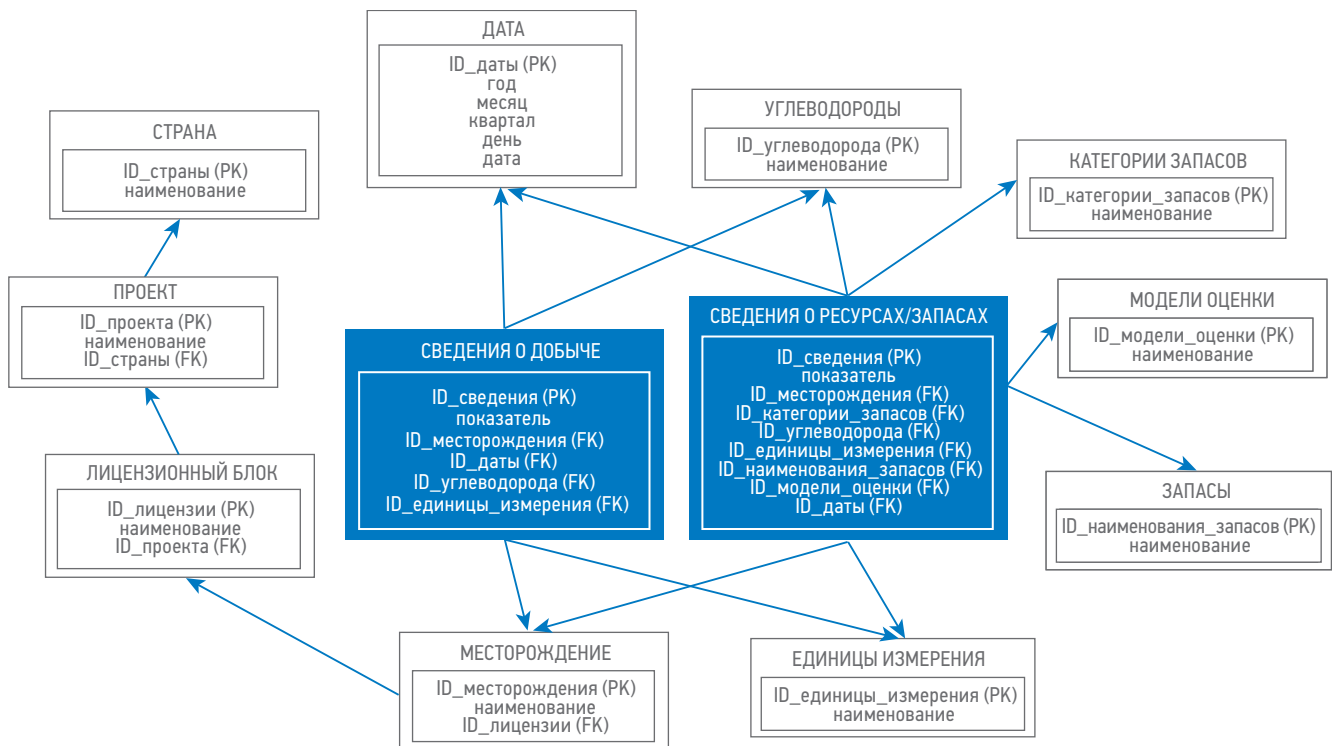 ДАТА
ID_даты (PK)
год
месяц
квартал
день
дата
УГЛЕВОДОРОДЫ
ID_углеводорода (PK)
наименование
СТРАНА
ID_страны (PK)
наименование
КАТЕГОРИИ ЗАПАСОВ
ID_категории_запасов (PK)
наименование
ПРОЕКТ
ID_проекта (PK)
наименование
ID_страны (FK)
СВЕДЕНИЯ О ДОБЫЧЕ
ID_сведения (PK)
показатель
ID_месторождения (FK)
ID_даты (FK)
ID_углеводорода (FK)
ID_единицы_измерения (FK)
СВЕДЕНИЯ О РЕСУРСАХ/ЗАПАСАХ
ID_сведения (PK)
показатель
ID_месторождения (FK)
ID_категории_запасов (FK)
ID_углеводорода (FK)
ID_единицы_измерения (FK)
ID_наименования_запасов (FK)
ID_модели_оценки (FK)
ID_даты (FK)
МОДЕЛИ ОЦЕНКИ
ID_модели_оценки (PK)
наименование
ЛИЦЕНЗИОННЫЙ БЛОК
ID_лицензии (PK)
наименование
ID_проекта (FK)
ЗАПАСЫ
ID_наименования_запасов (PK)
наименование
МЕСТОРОЖДЕНИЕ
ID_месторождения (PK)
наименование
ID_лицензии (FK)
ЕДИНИЦЫ ИЗМЕРЕНИЯ
ID_единицы_измерения (PK)
наименование